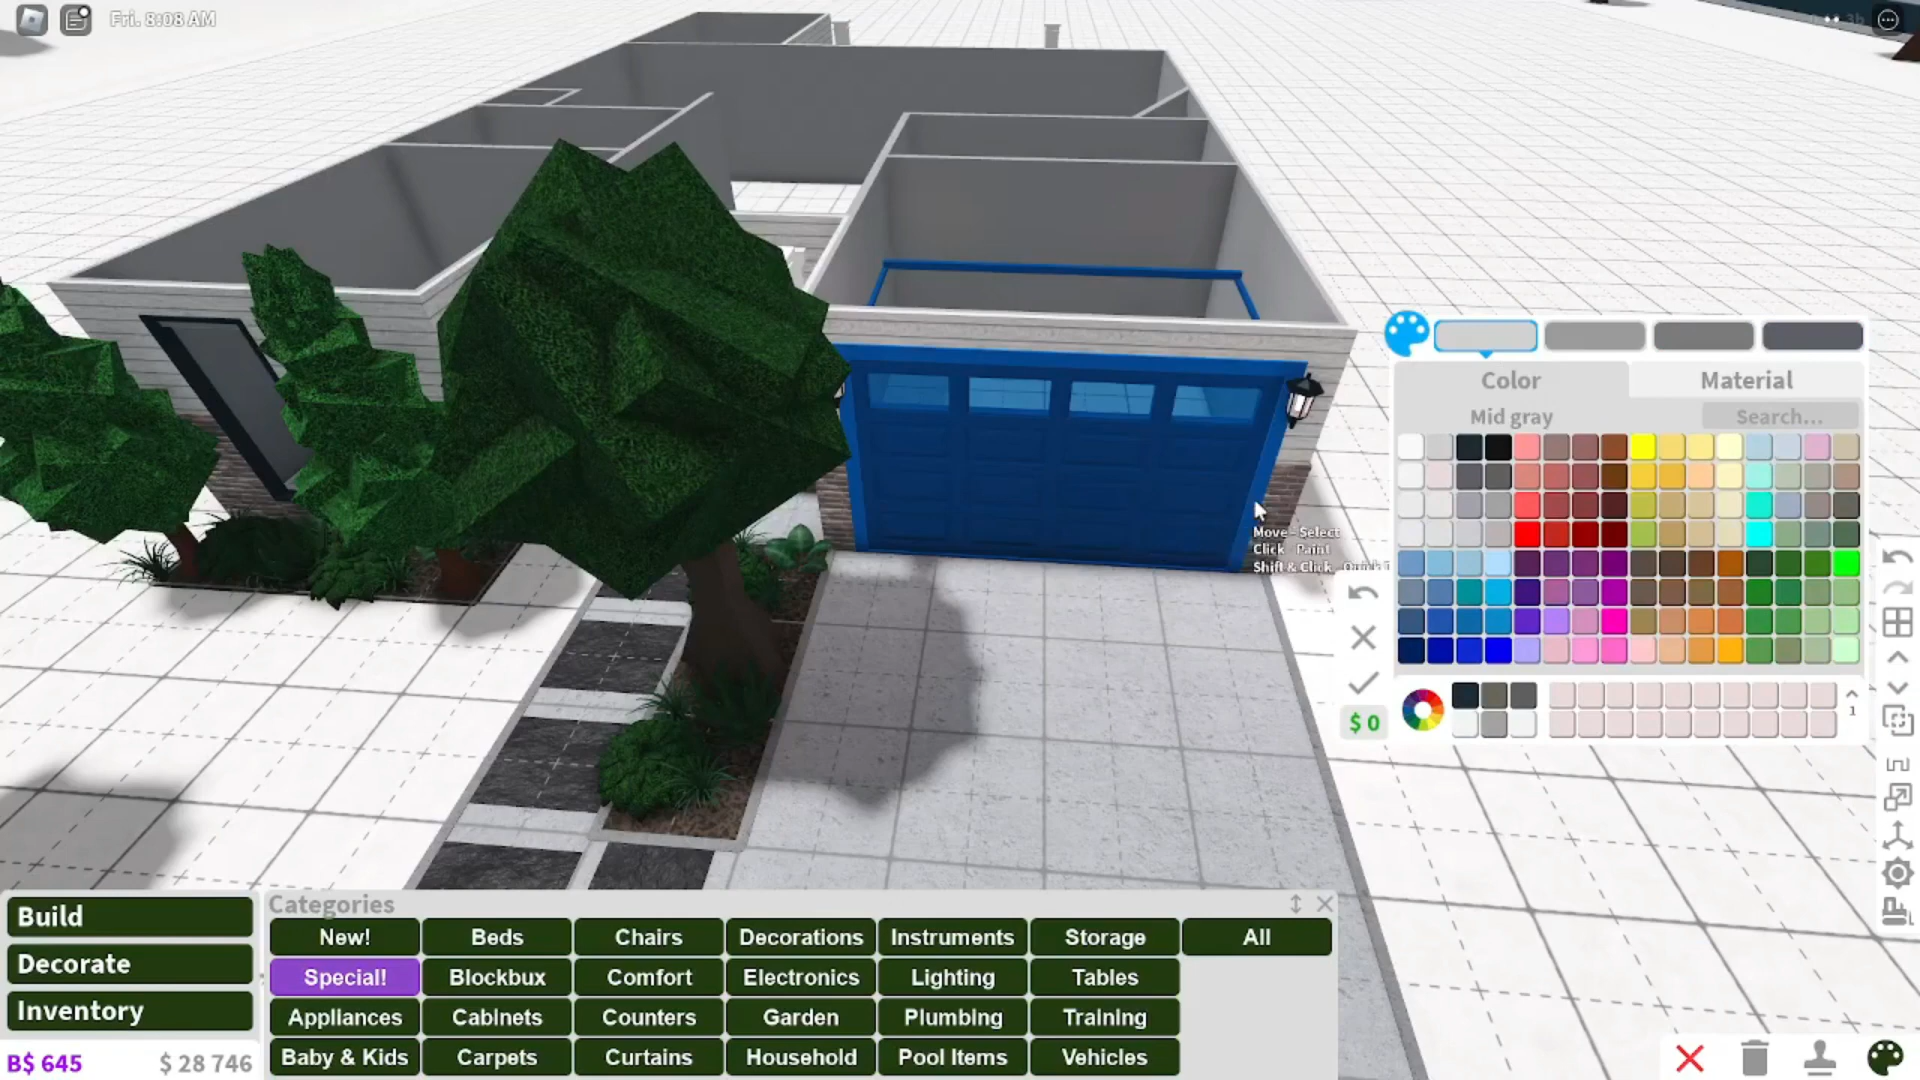 Fri. 8:08 AM
Color
Material
Mid gray
Search...
Move - Select
Click - Paint
Shift & Click - Quick
$ 0
1
Build
Decorate
Inventory
B$ 645
$ 28 746
Categories
New!
Beds
Chairs
Decorations
Instruments
Storage
All
Special!
Blockbux
Comfort
Electronics
Lighting
Tables
Appliances
Cabinets
Counters
Garden
Plumbing
Training
Baby & Kids
Carpets
Curtains
Household
Pool Items
Vehicles